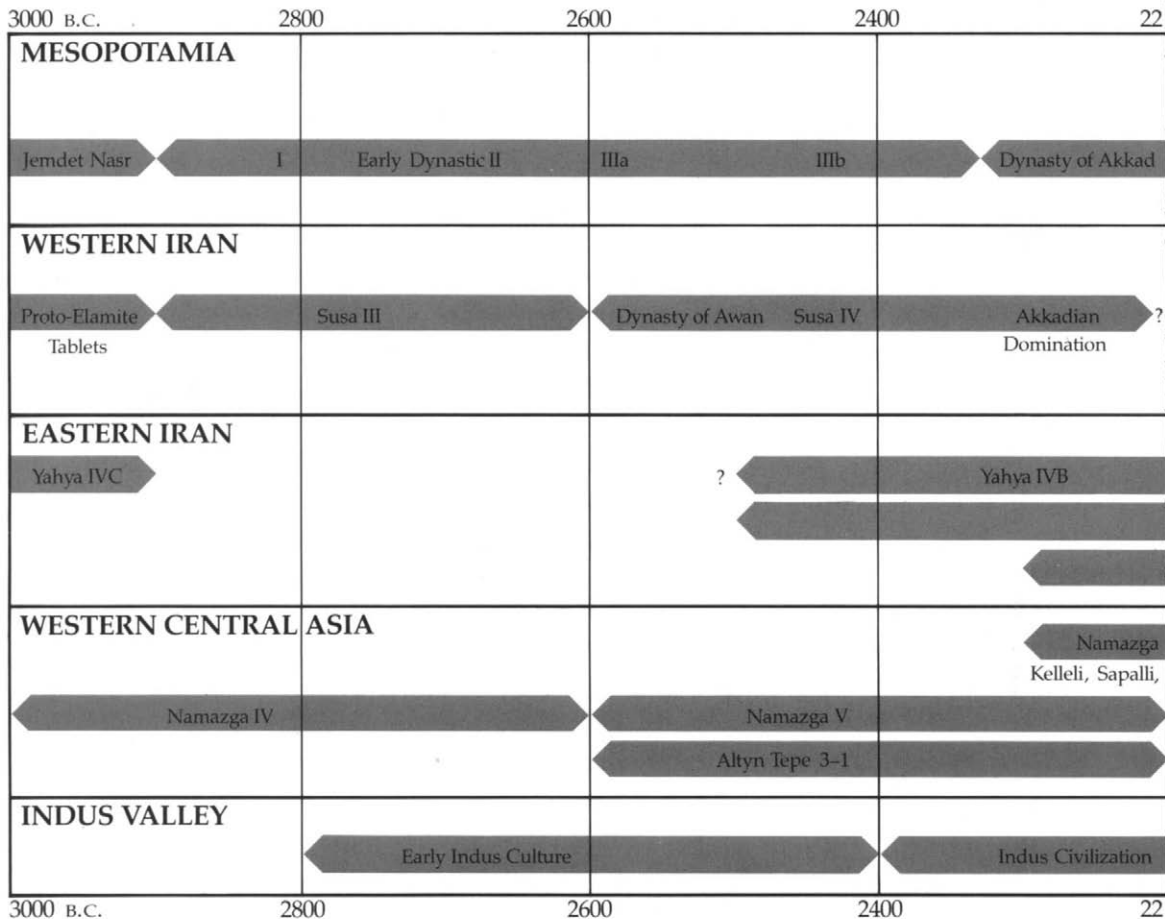 3000 B.C. 2800 2600 2400 22
MESOPOTAMIA
Jemdet Nasr I Early Dynastic II IIIa IIIb Dynasty of Akkad
WESTERN IRAN
Proto-Elamite Susa III Dynasty of Awan Susa IV Akkadian ?
Tablets Domination
EASTERN IRAN
Yahya IVC ? Yahya IVB
WESTERN CENTRAL ASIA
Namazga
Kelleli, Sapalli,
Namazga IV Namazga V
Altyn Tepe 3–1
INDUS VALLEY
Early Indus Culture Indus Civilization
3000 B.C. 2800 2600 2400 22